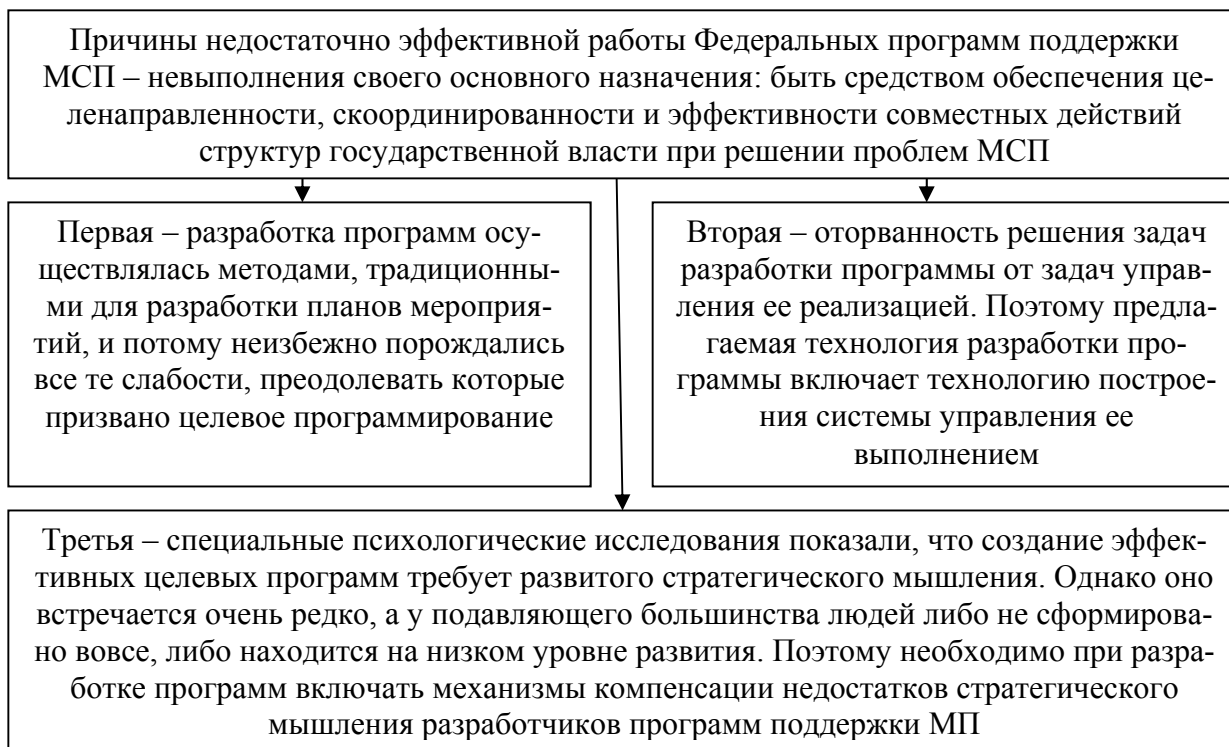 Причины недостаточно эффективной работы Федеральных программ поддержки
МСП – невыполнения своего основного назначения: быть средством обеспечения це-
ленаправленности, скоординированности и эффективности совместных действий
структур государственной власти при решении проблем МСП
Первая – разработка программ осу-
ществлялась методами, традиционны-
ми для разработки планов мероприя-
тий, и потому неизбежно порождались
все те слабости, преодолевать которые
призвано целевое программирование
Вторая – оторванность решения задач
разработки программы от задач управ-
ления ее реализацией. Поэтому предла-
гаемая технология разработки про-
граммы включает технологию построе-
ния системы управления ее
выполнением
Третья – специальные психологические исследования показали, что создание эффек-
тивных целевых программ требует развитого стратегического мышления. Однако оно
встречается очень редко, а у подавляющего большинства людей либо не сформирова-
но вовсе, либо находится на низком уровне развития. Поэтому необходимо при разра-
ботке программ включать механизмы компенсации недостатков стратегического
мышления разработчиков программ поддержки МП